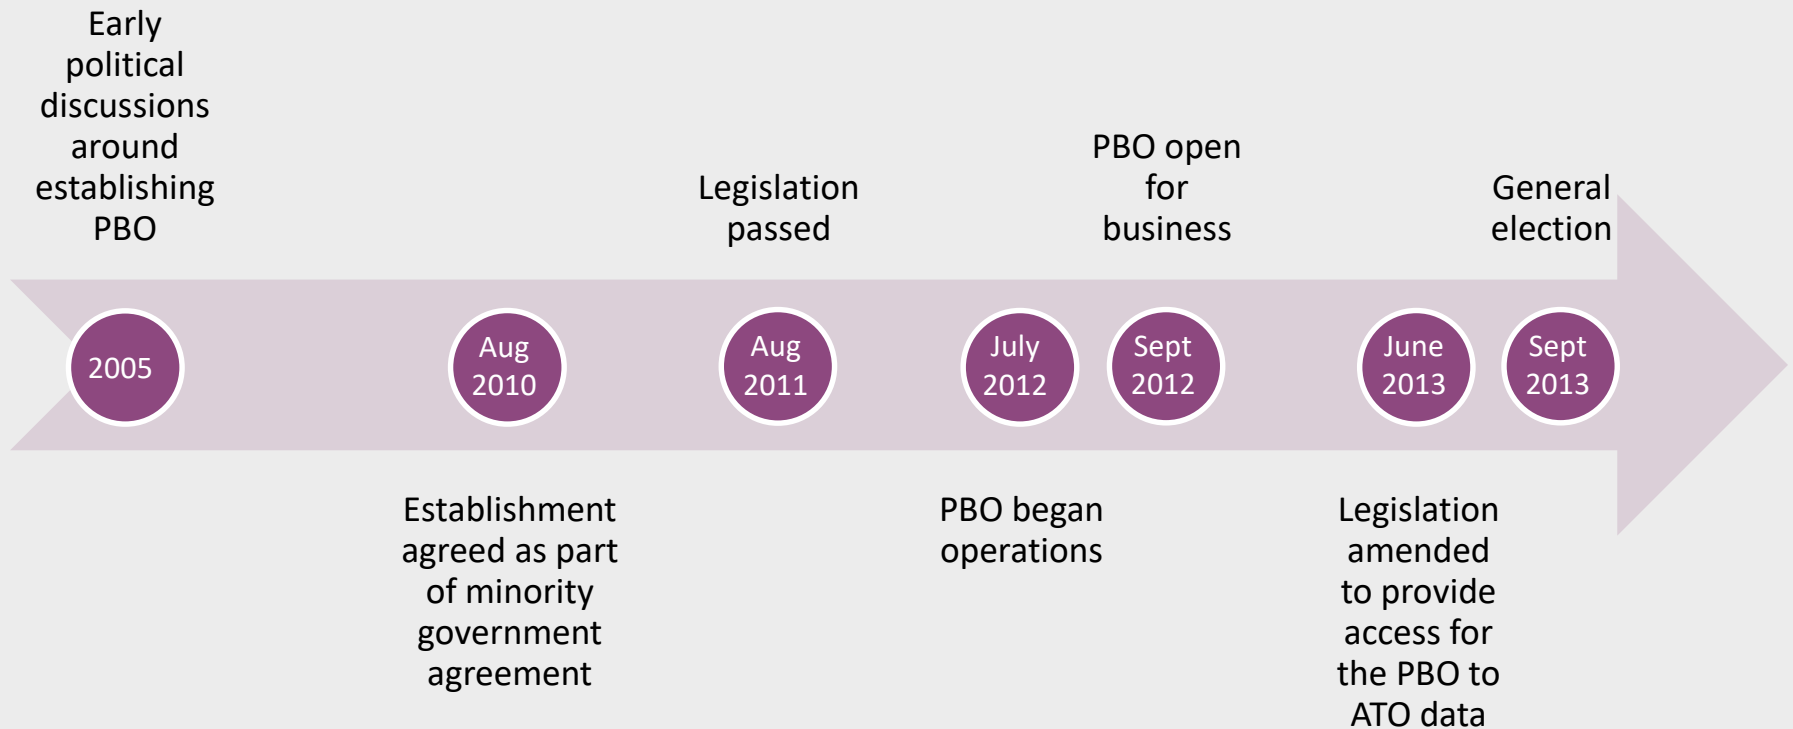 Early
political
discussions
around
establishing
PBO
2005
Aug
2010
Establishment
agreed as part
of minority
government
agreement
Legislation
passed
Aug
2011
July
2012
PBO began
operations
PBO open
for
business
Sept
2012
June
2013
Legislation
amended
to provide
access for
the PBO to
ATO data
General
election
Sept
2013